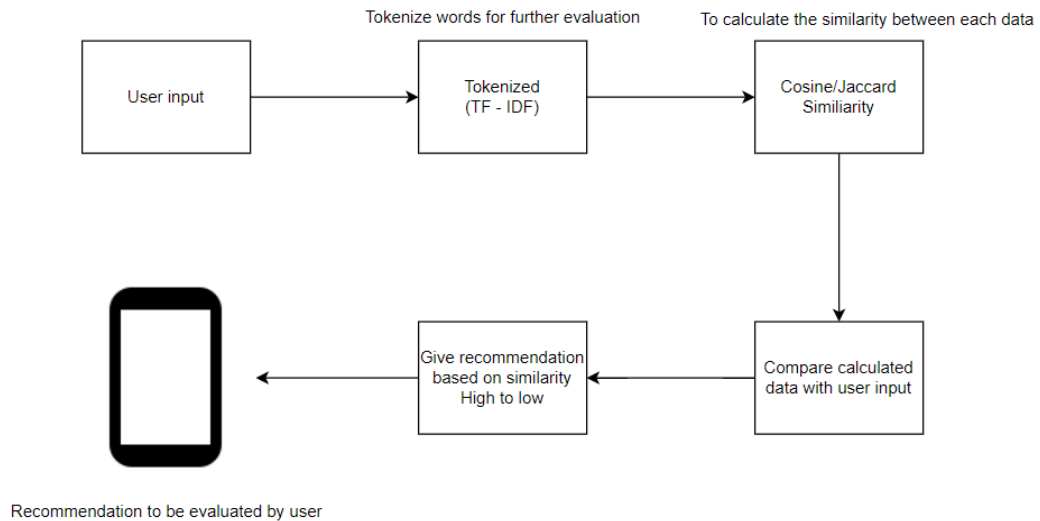 Tokenize words for further evaluation
To calculate the similarity between each data
User input
Tokenized
(TF - IDF)
Cosine/Jaccard
Similiarity
Give recommendation
based on similarity
High to low
Compare calculated
data with user input
Recommendation to be evaluated by user